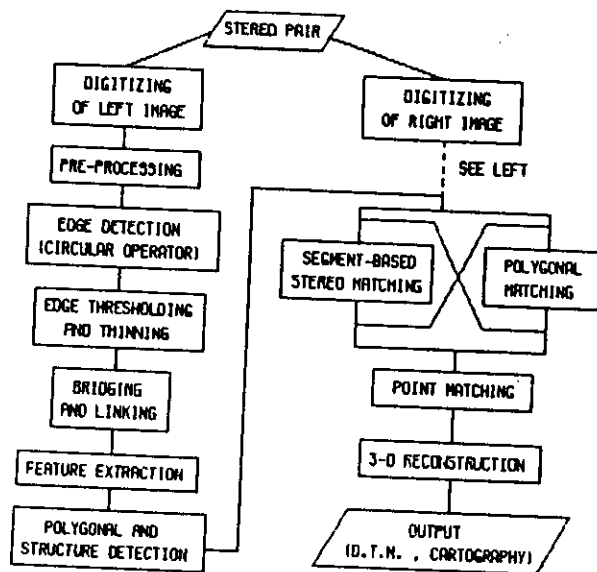 STEREO PAIR
DIGITIZING
OF LEFT IMAGE
PRE-PROCESSING
EDGE DETECTION
(CIRCULAR OPERATOR)
EDGE THRESHOLDING
AND THINNING
BRIDGING
AND LINKING
FEATURE EXTRACTION
POLYGONAL AND
STRUCTURE DETECTION
DIGITIZING
OF RIGHT IMAGE
SEE LEFT
SEGMENT-BASED
STEREO MATCHING
POLYGONAL
MATCHING
POINT MATCHING
3-D RECONSTRUCTION
OUTPUT
(D.T.M. , CARTOGRAPHY)